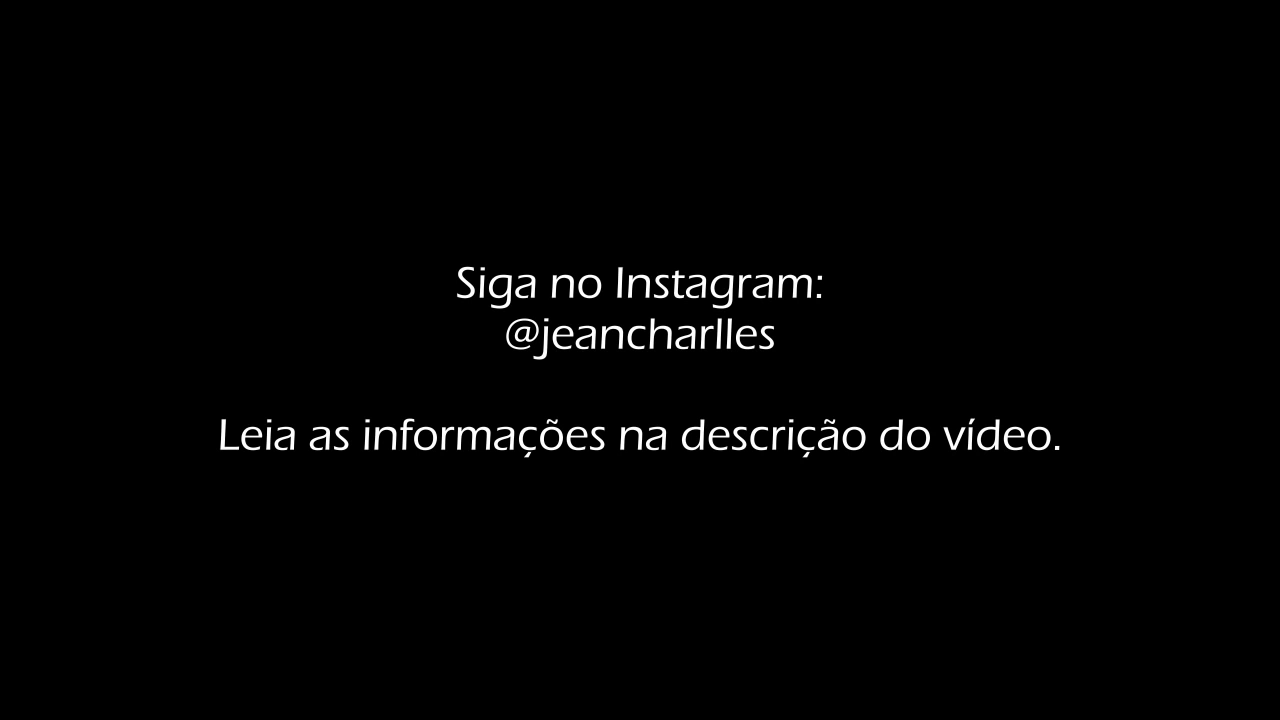 Siga no Instagram:
@jeancharlles
Leia as informações na descrição do vídeo.